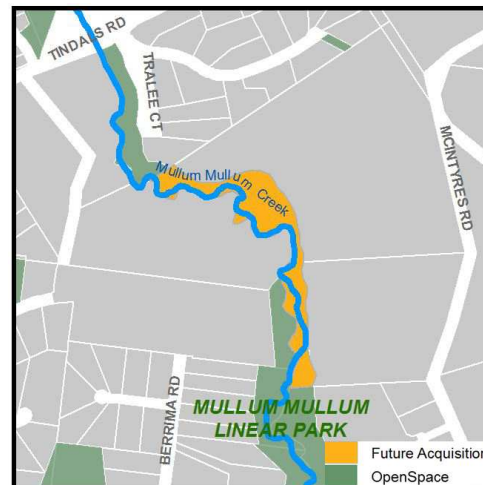 TINDALS RD
TRALEE CT
Mullum Mullum Creek
MCINTYRES RD
BERRIMA RD
MULLUM MULLUM
LINEAR PARK
Future Acquisition
OpenSpace